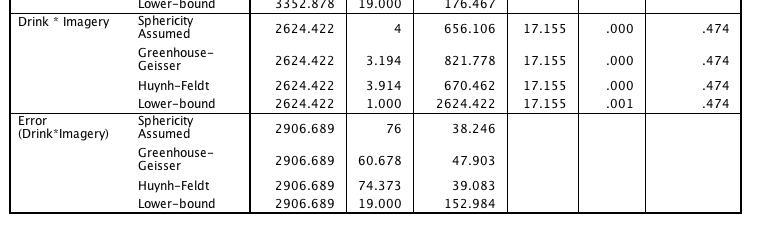 Lower-bound 3352.878 19.000 176.467
Drink * Imagery Sphericity Assumed 2624.422 4 656.106 17.155 .000 .474
Greenhouse-Geisser 2624.422 3.194 821.778 17.155 .000 .474
Huynh-Feldt 2624.422 3.914 670.462 17.155 .000 .474
Lower-bound 2624.422 1.000 2624.422 17.155 .001 .474
Error (Drink*Imagery) Sphericity Assumed 2906.689 76 38.246
Greenhouse-Geisser 2906.689 60.678 47.903
Huynh-Feldt 2906.689 74.373 39.083
Lower-bound 2906.689 19.000 152.984